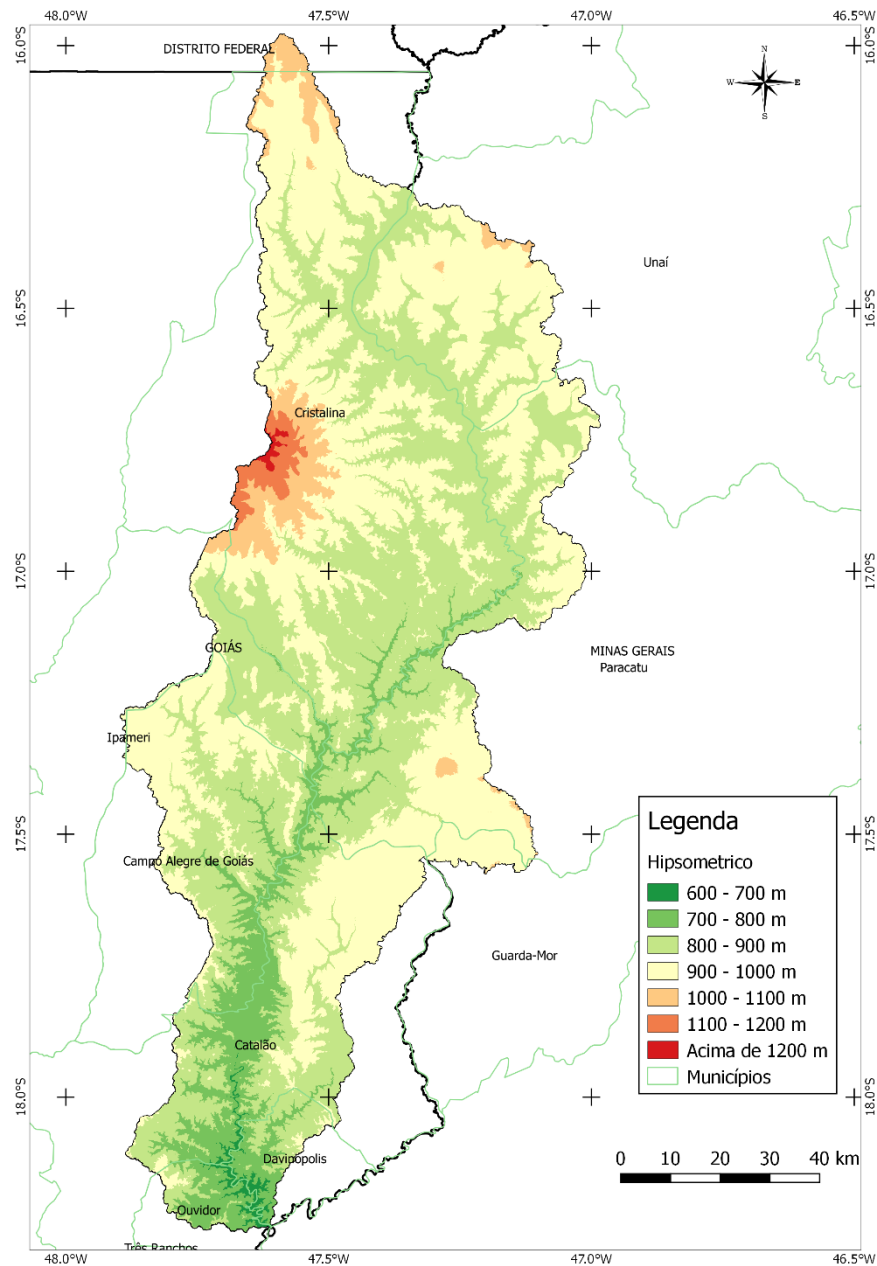 48.0°W 47.5°W 47.0°W 46.5°W
16.0°S 16.0°S
DISTRITO FEDERAL
N
W E
S
Unaí
16.5°S 16.5°S
Cristalina
17.0°S 17.0°S
GOIÁS
MINAS GERAIS
Paracatu
Ipameri
Legenda
Hipsometrico
600 - 700 m
700 - 800 m
800 - 900 m
900 - 1000 m
1000 - 1100 m
1100 - 1200 m
Acima de 1200 m
Municípios
17.5°S 17.5°S
Campo Alegre de Goiás
Guarda-Mor
Catalão
18.0°S 18.0°S
Davinópolis
0 10 20 30 40 km
Ouvidor
Três Ranchos
48.0°W 47.5°W 47.0°W 46.5°W